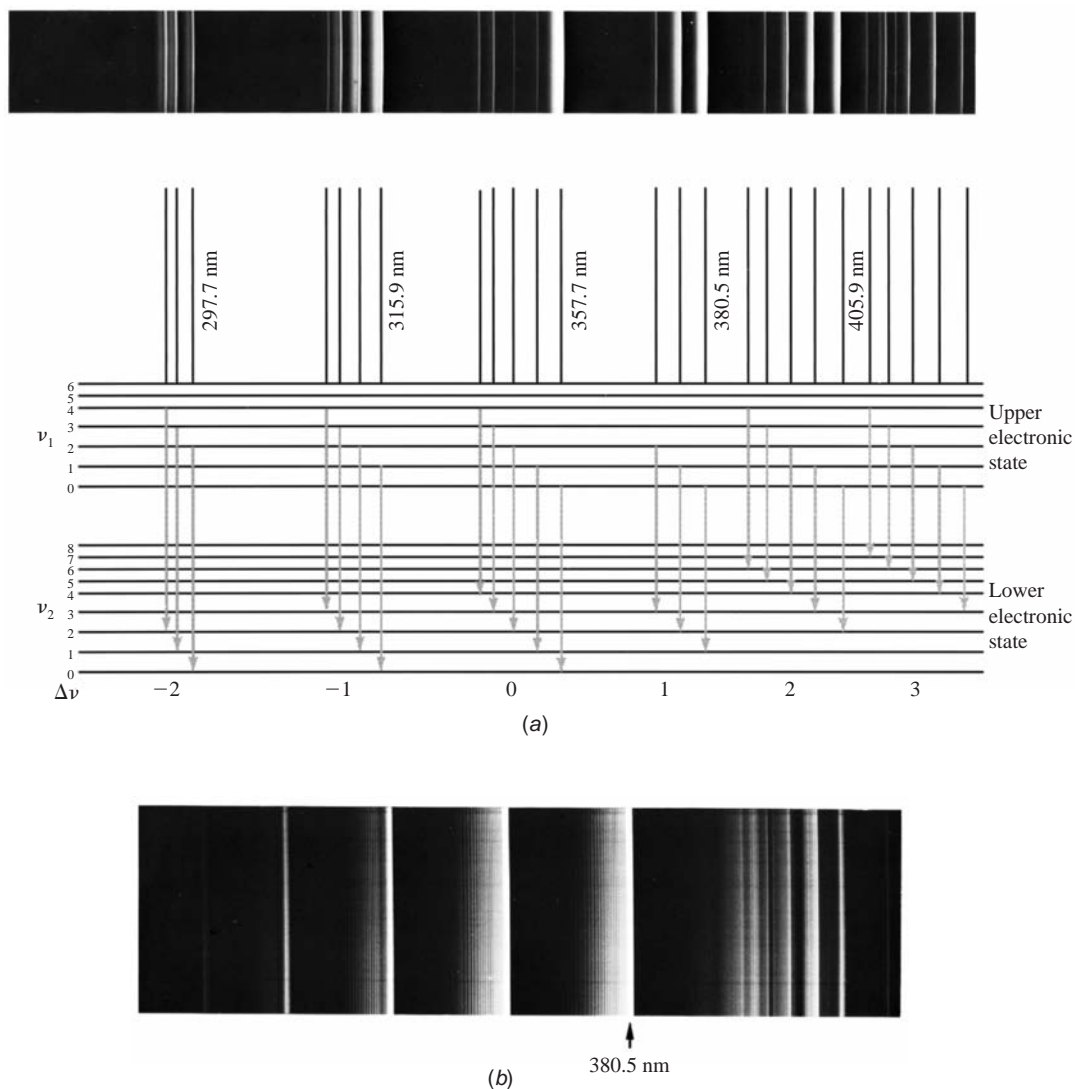 297.7 nm
315.9 nm
357.7 nm
380.5 nm
405.9 nm
6
5
4
3
2
1
0
ν1
Upper
electronic
state
8
7
6
5
4
3
2
1
0
ν2
Lower
electronic
state
Δν
−2
−1
0
1
2
3
(a)
380.5 nm
(b)